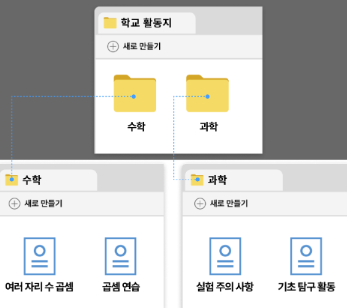 학교 활동지
새로 만들기
수학
과학
수학
새로 만들기
여러 자리 수 곱셈
곱셈 연습
과학
새로 만들기
실험 주의 사항
기초 탐구 활동